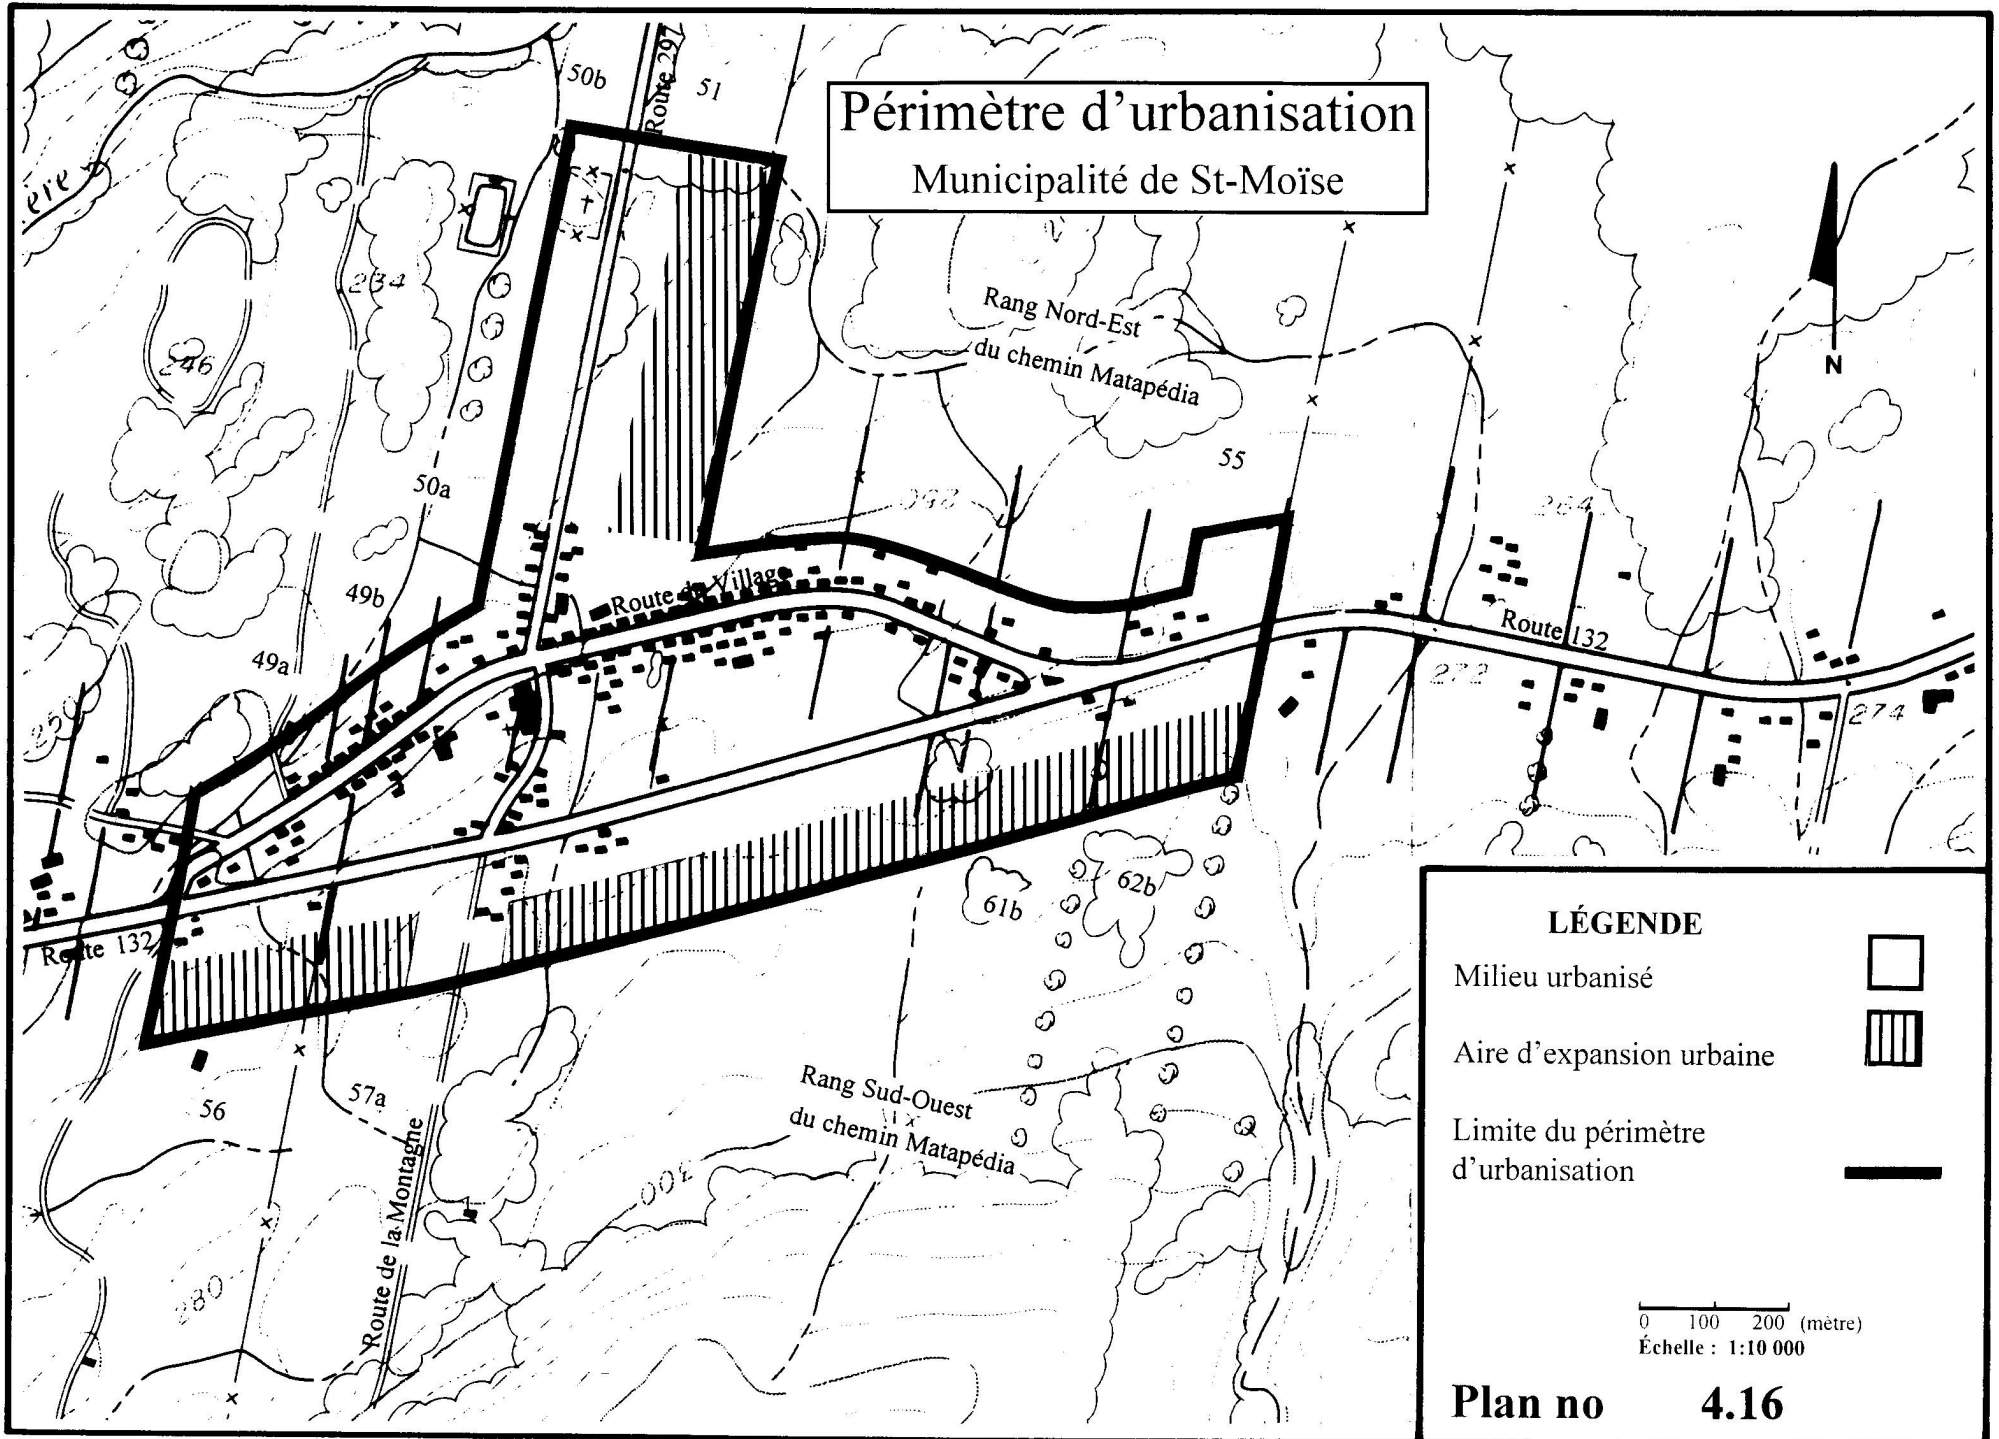 Périmètre d'urbanisation
Municipalité de St-Moïse
50b
Route 297
51
234
246
Rang Nord-Est
du chemin Matapédia
N
50a
55
264
49b
Route du Village
Route 132
49a
272
274
250
62b
61b
Route 132
56
57a
Route de la Montagne
Rang Sud-Ouest
du chemin Matapédia
300
280
LÉGENDE
Milieu urbanisé
Aire d'expansion urbaine
Limite du périmètre
d'urbanisation
0 100 200 (mètre)
Échelle : 1:10 000
Plan no 4.16